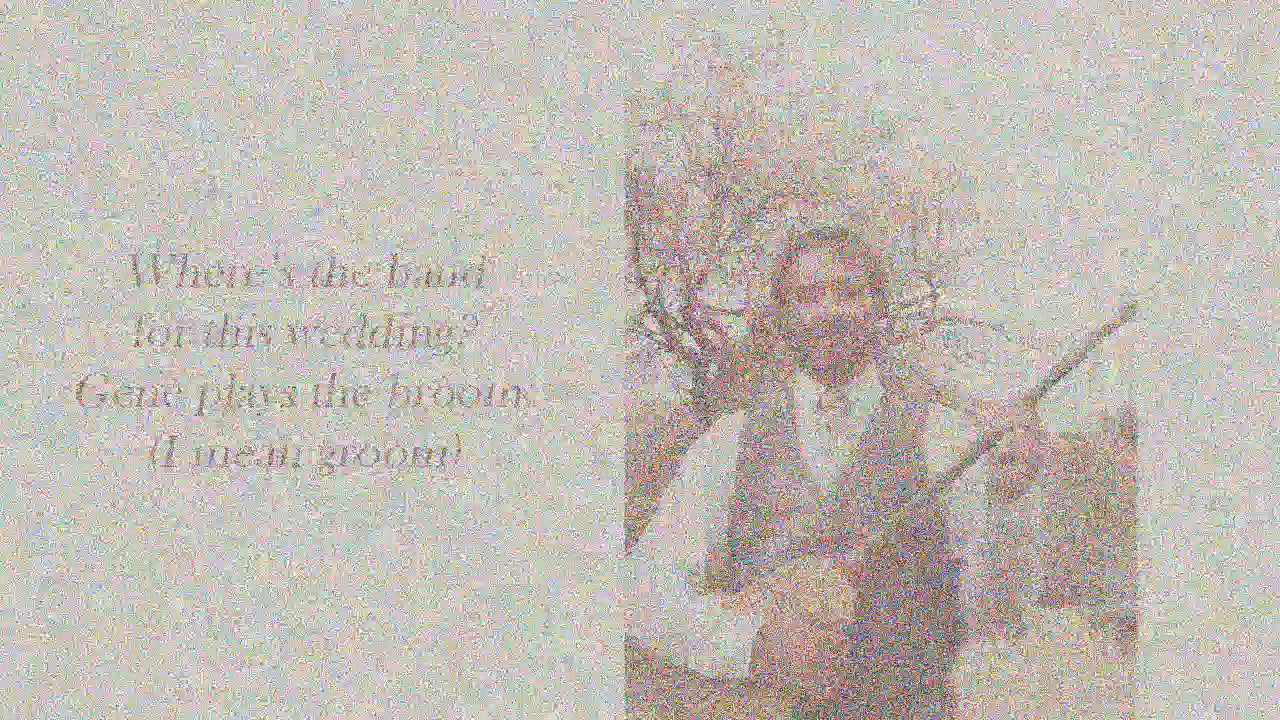 Where's the band
for this wedding?
Gene plays the broom.
(I mean groom)